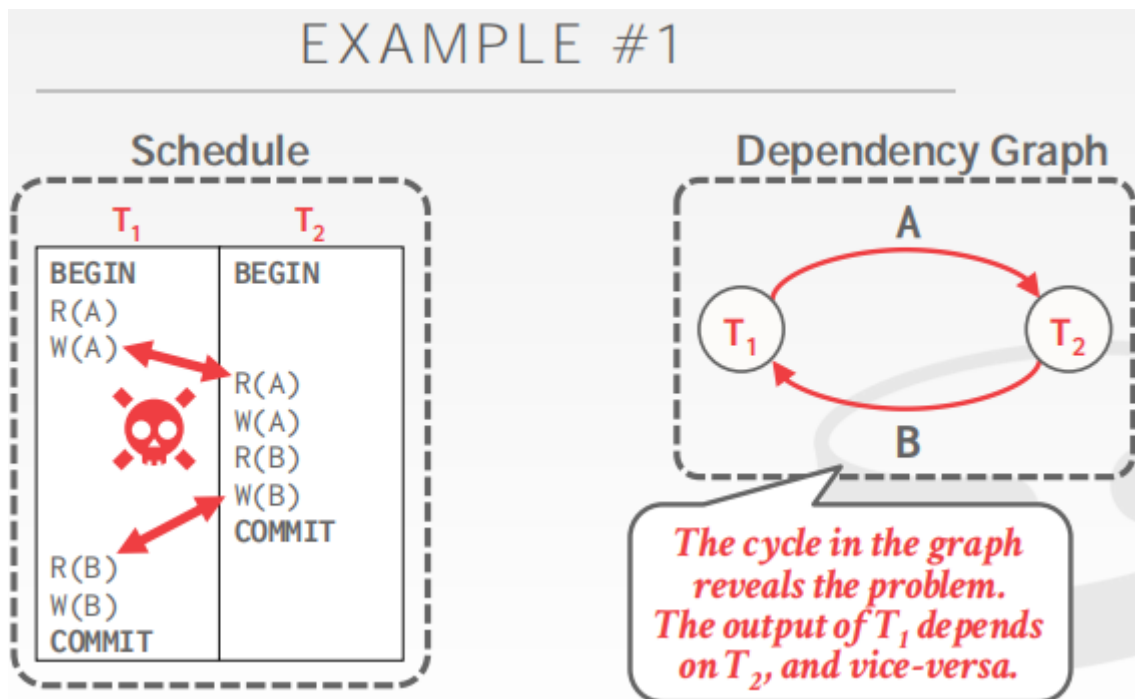 EXAMPLE #1
Schedule
T1
T2
BEGIN
R(A)
W(A)
R(B)
W(B)
COMMIT
BEGIN
R(A)
W(A)
R(B)
W(B)
COMMIT
Dependency Graph
A
T1
T2
B
The cycle in the graph
reveals the problem.
The output of T1 depends
on T2, and vice-versa.